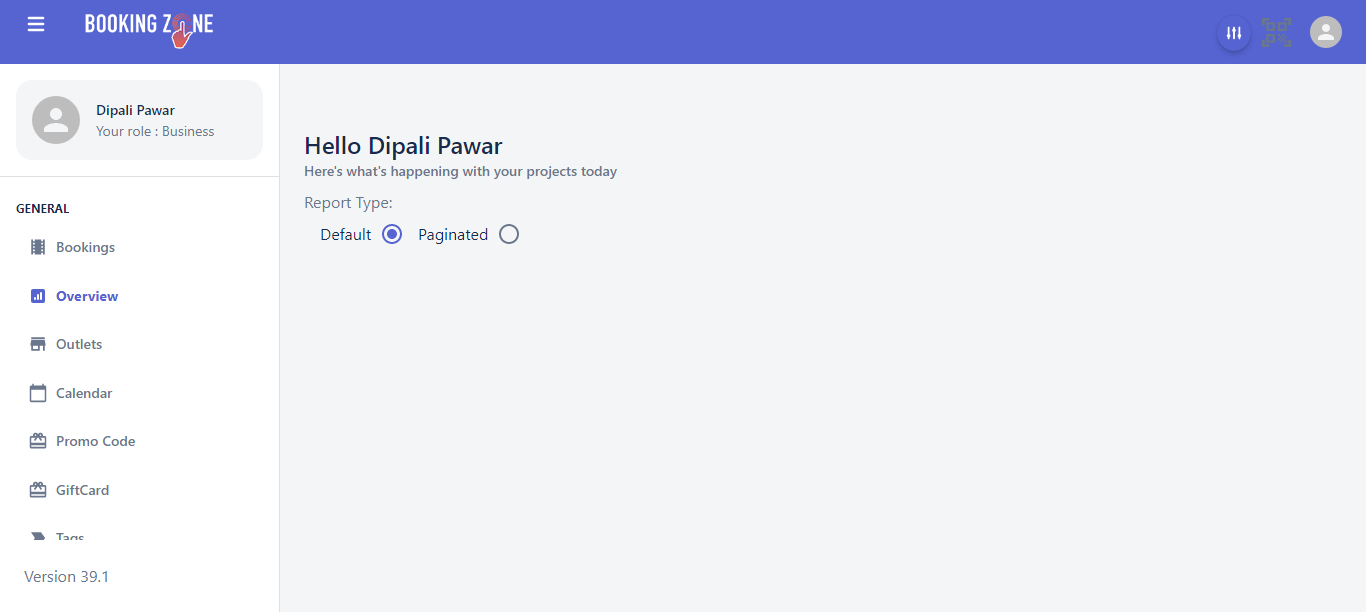 BOOKING ZONE
Dipali Pawar
Your role : Business
GENERAL
Bookings
Overview
Outlets
Calendar
Promo Code
GiftCard
Tags
Version 39.1
Hello Dipali Pawar
Here's what's happening with your projects today
Report Type:
Default Paginated